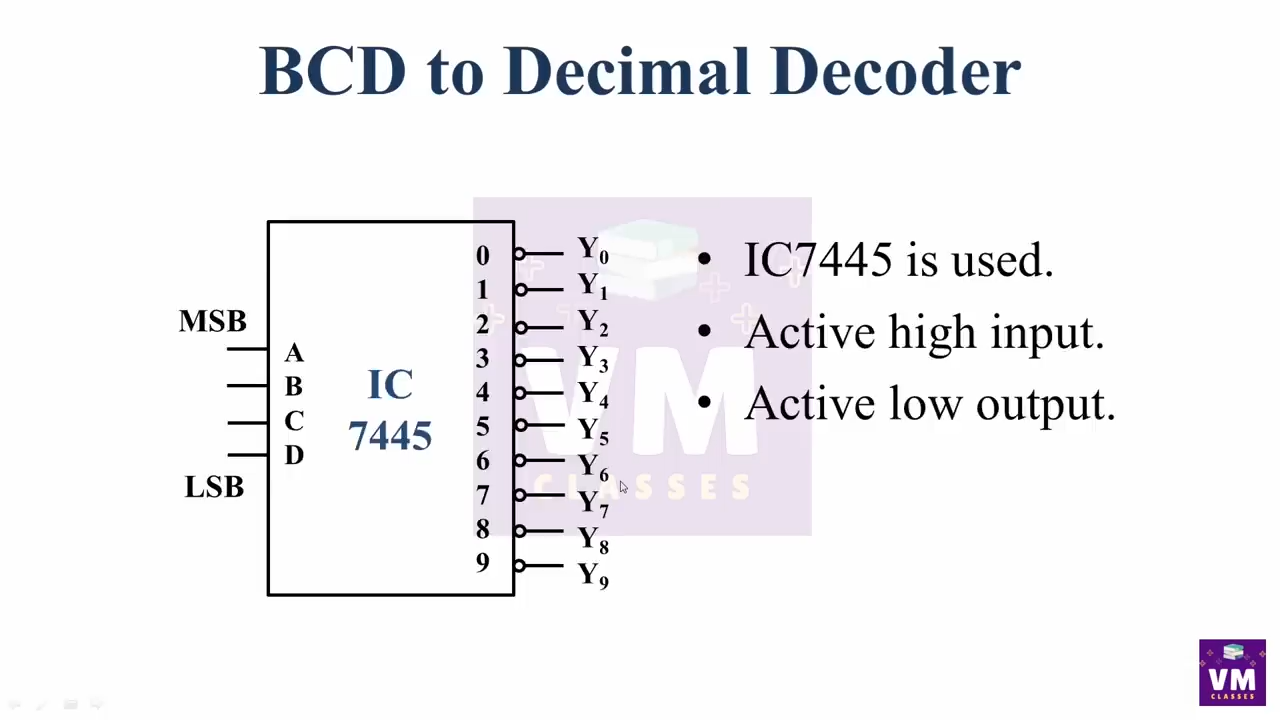 BCD to Decimal Decoder
MSB
A
B
C
D
LSB
IC
7445
0 Y₀
1 Y₁
2 Y₂
3 Y₃
4 Y₄
5 Y₅
6 Y₆
7 Y₇
8 Y₈
9 Y₉
• IC7445 is used.
• Active high input.
• Active low output.
VM
CLASSES
VM
CLASSES